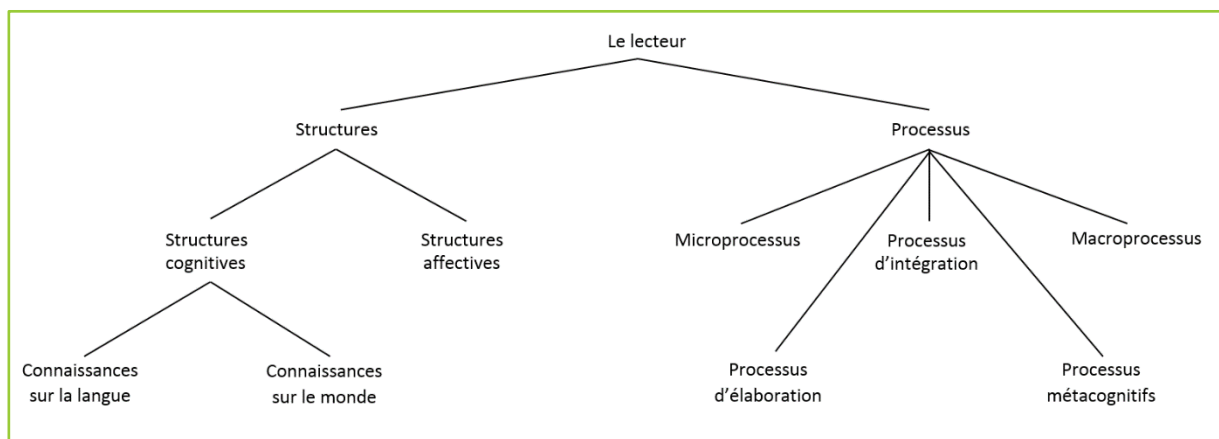 Le lecteur
Structures
Processus
Structures
cognitives
Structures
affectives
Microprocessus
Processus
d’intégration
Macroprocessus
Connaissances
sur la langue
Connaissances
sur le monde
Processus
d’élaboration
Processus
métacognitifs